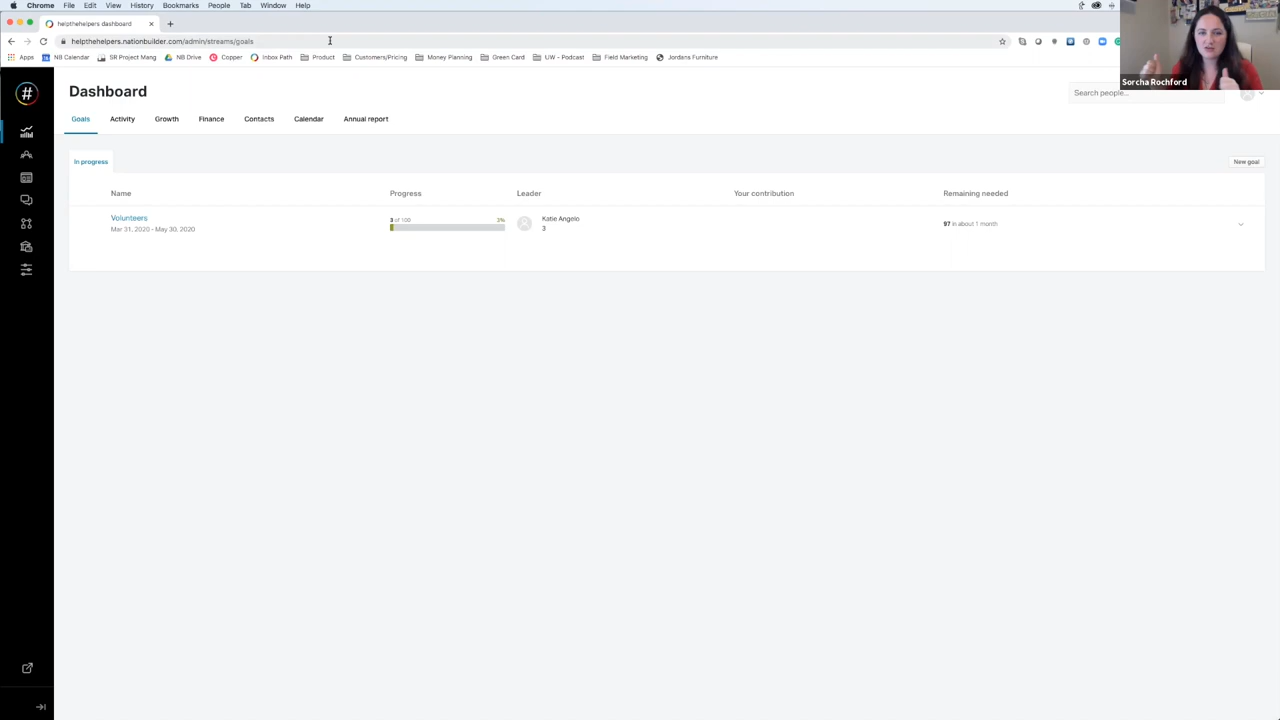 Chrome File Edit View History Bookmarks People Tab Window Help
helpthehelpers dashboard
helpthehelpers.nationbuilder.com/admin/streams/goals
Apps NB Calendar SR Project Mang NB Drive Copper Inbox Path Product Customers/Pricing Money Planning Green Card UW - Podcast Field Marketing Jordans Furniture
Sorcha Rochford
#
Dashboard
Search people...
Goals Activity Growth Finance Contacts Calendar Annual report
In progress
New goal
Name Progress Leader Your contribution Remaining needed
Volunteers
Mar 31, 2020 - May 30, 2020
3 of 100 3%
Katie Angelo
3
97 in about 1 month